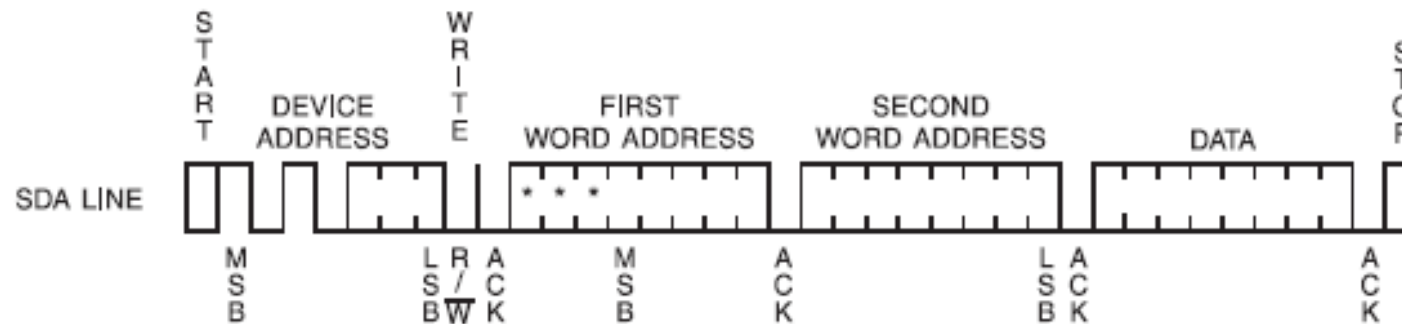 START
WRITE
DEVICE
ADDRESS
FIRST
WORD ADDRESS
SECOND
WORD ADDRESS
DATA
SDA LINE
* * *
MSB
LSB
R/W
ACK
MSB
ACK
LSB
ACK
ACK